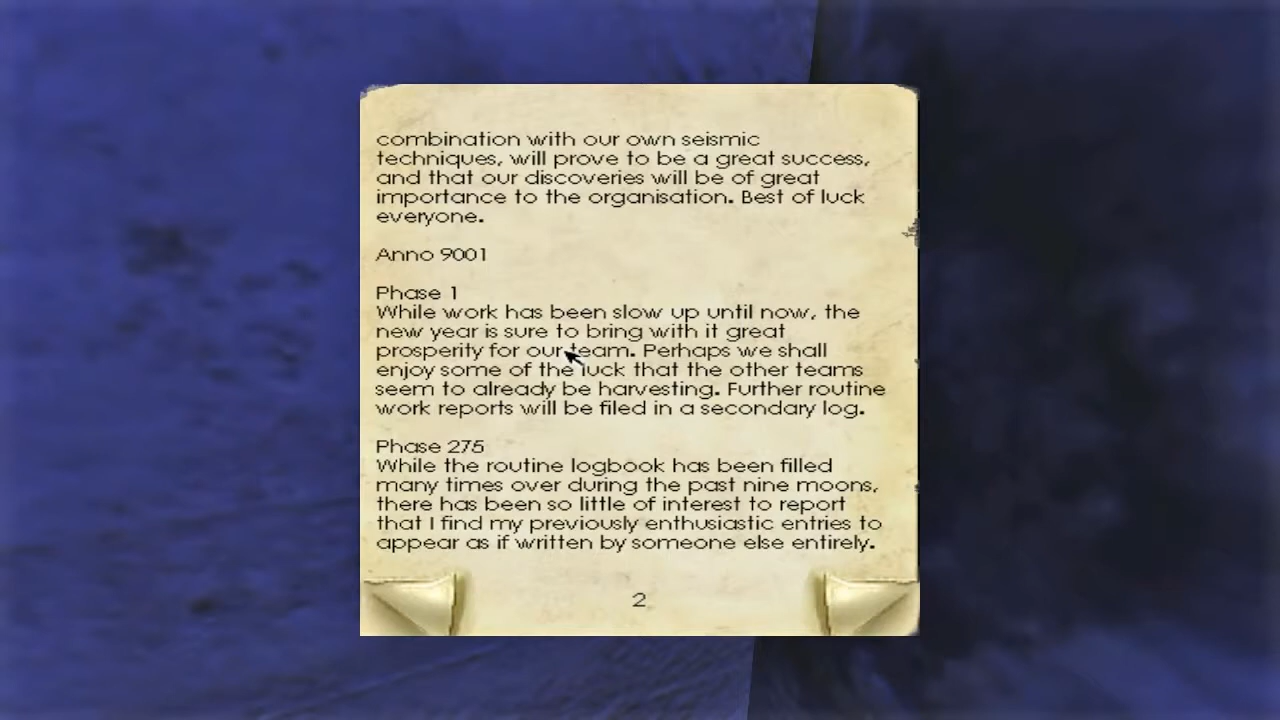 combination with our own seismic
techniques, will prove to be a great success,
and that our discoveries will be of great
importance to the organisation. Best of luck
everyone.
Anno 9001
Phase 1
While work has been slow up until now, the
new year is sure to bring with it great
prosperity for our team. Perhaps we shall
enjoy some of the luck that the other teams
seem to already be harvesting. Further routine
work reports will be filed in a secondary log.
Phase 275
While the routine logbook has been filled
many times over during the past nine moons,
there has been so little of interest to report
that I find my previously enthusiastic entries to
appear as if written by someone else entirely.
2